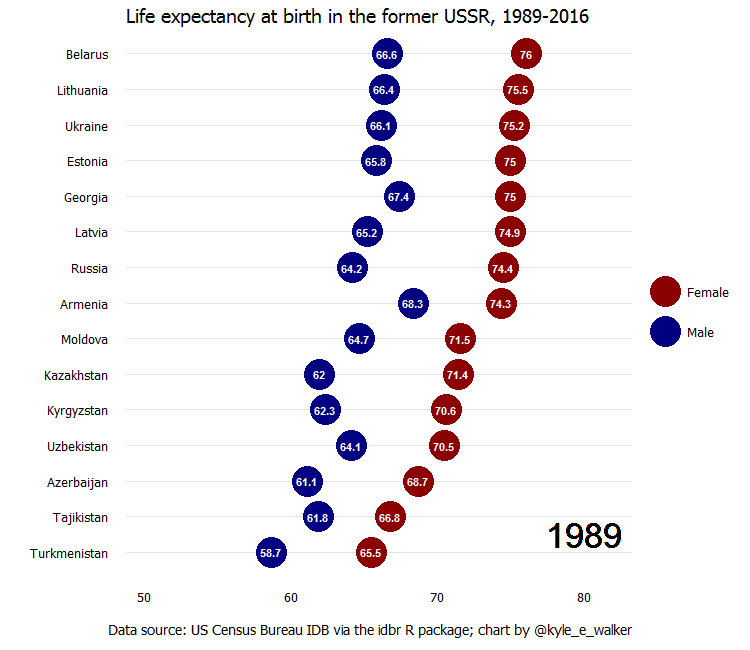 Life expectancy at birth in the former USSR, 1989-2016
Belarus 66.6 76
Lithuania 66.4 75.5
Ukraine 66.1 75.2
Estonia 65.8 75
Georgia 67.4 75
Latvia 65.2 74.9
Russia 64.2 74.4
Armenia 68.3 74.3
Female
Male
Moldova 64.7 71.5
Kazakhstan 62 71.4
Kyrgyzstan 62.3 70.6
Uzbekistan 64.1 70.5
Azerbaijan 61.1 68.7
Tajikistan 61.8 66.8
Turkmenistan 58.7 65.5
1989
50 60 70 80
Data source: US Census Bureau IDB via the idbr R package; chart by @kyle_e_walker